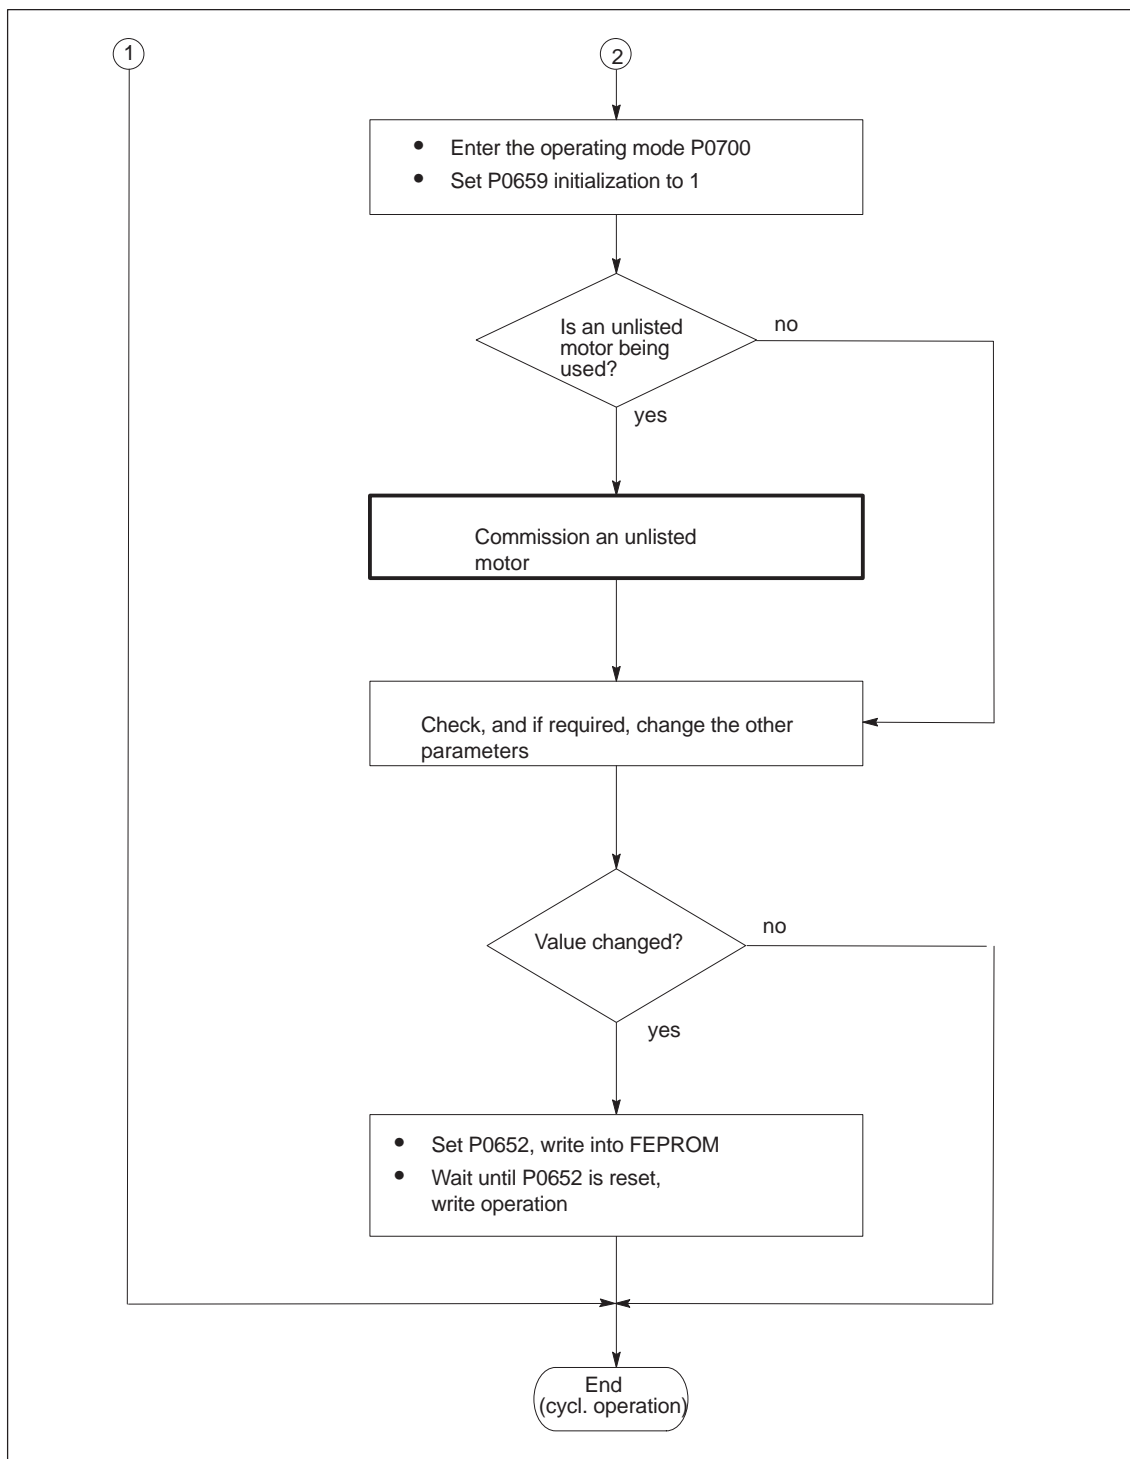 1
2
• Enter the operating mode P0700
• Set P0659 initialization to 1
Is an unlisted
motor being
used?
no
yes
Commission an unlisted
motor
Check, and if required, change the other
parameters
Value changed?
no
yes
• Set P0652, write into FEPROM
• Wait until P0652 is reset,
write operation
End
(cycl. operation)